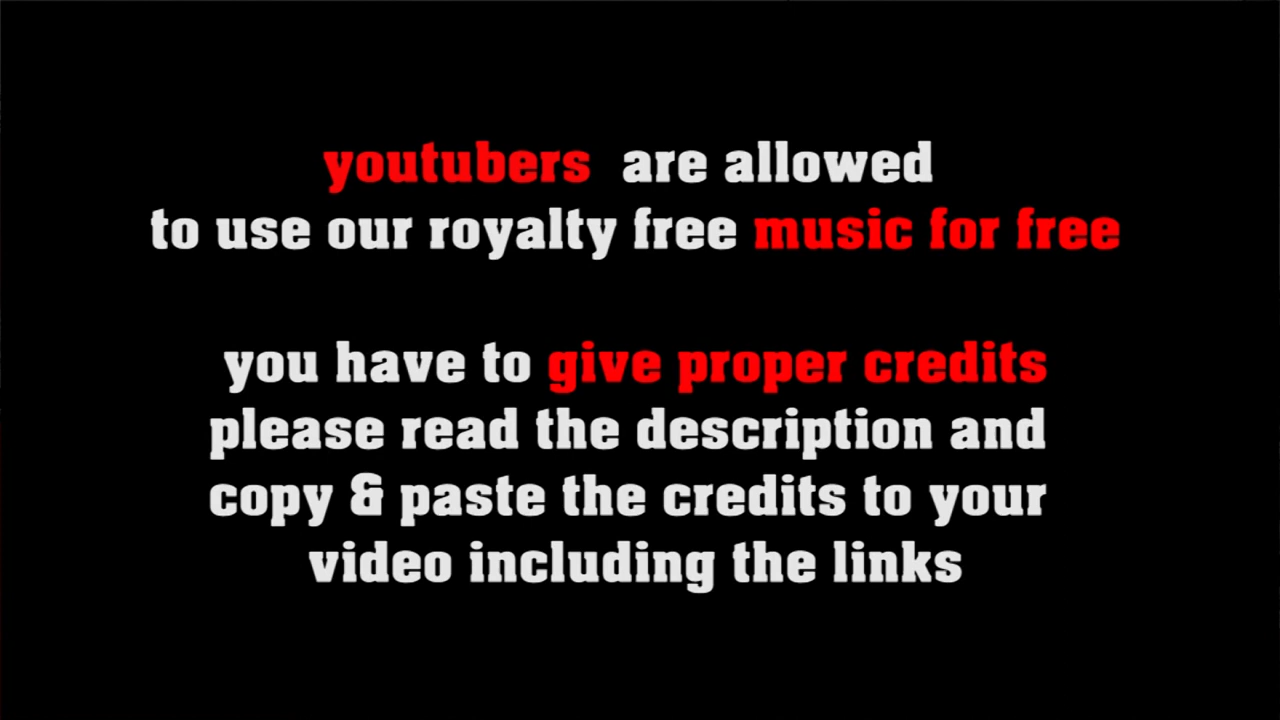 youtubers are allowed
to use our royalty free music for free
you have to give proper credits
please read the description and
copy & paste the credits to your
video including the links